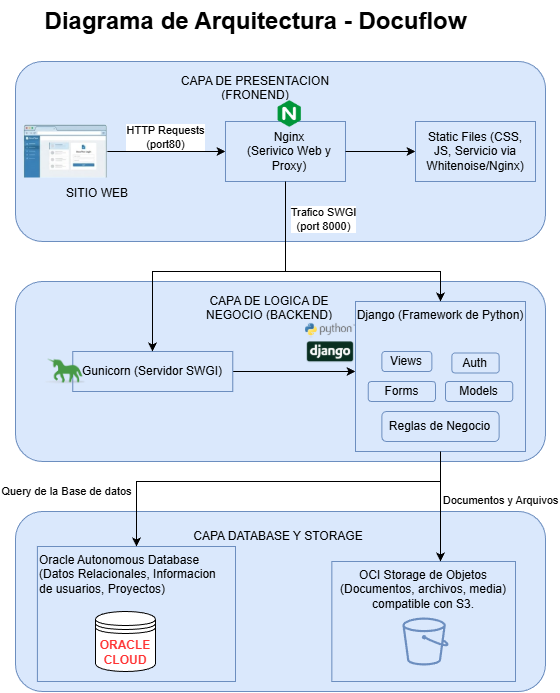 Diagrama de Arquitectura - Docuflow
CAPA DE PRESENTACION
(FRONEND)
HTTP Requests
(port80)
SITIO WEB
Nginx
(Serivico Web y
Proxy)
Static Files (CSS,
JS, Servicio via
Whitenoise/Nginx)
Trafico SWGI
(port 8000)
CAPA DE LOGICA DE
NEGOCIO (BACKEND)
Gunicorn (Servidor SWGI)
python
django
Django (Framework de Python)
Views
Auth
Forms
Models
Reglas de Negocio
Query de la Base de datos
Documentos y Arquivos
CAPA DATABASE Y STORAGE
Oracle Autonomous Database
(Datos Relacionales, Informacion
de usuarios, Proyectos)
ORACLE
CLOUD
OCI Storage de Objetos
(Documentos, archivos, media)
compatible con S3.